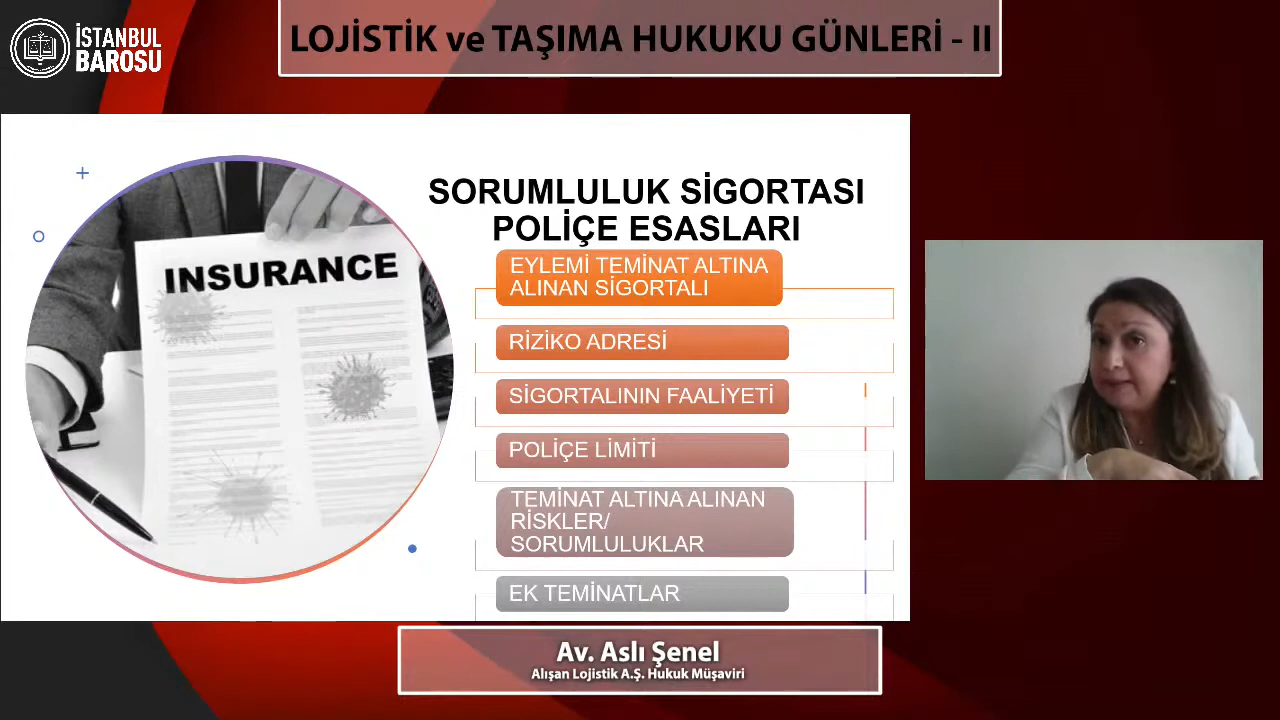 İSTANBUL
BAROSU
LOJİSTİK ve TAŞIMA HUKUKU GÜNLERİ - II
INSURANCE
SORUMLULUK SİGORTASI
POLİÇE ESASLARI
EYLEMİ TEMİNAT ALTINA
ALINAN SİGORTALI
RİZİKO ADRESİ
SİGORTALININ FAALİYETİ
POLİÇE LİMİTİ
TEMİNAT ALTINA ALINAN
RİSKLER/
SORUMLULUKLAR
EK TEMİNATLAR
Av. Aslı Şenel
Alışan Lojistik A.Ş. Hukuk Müşaviri